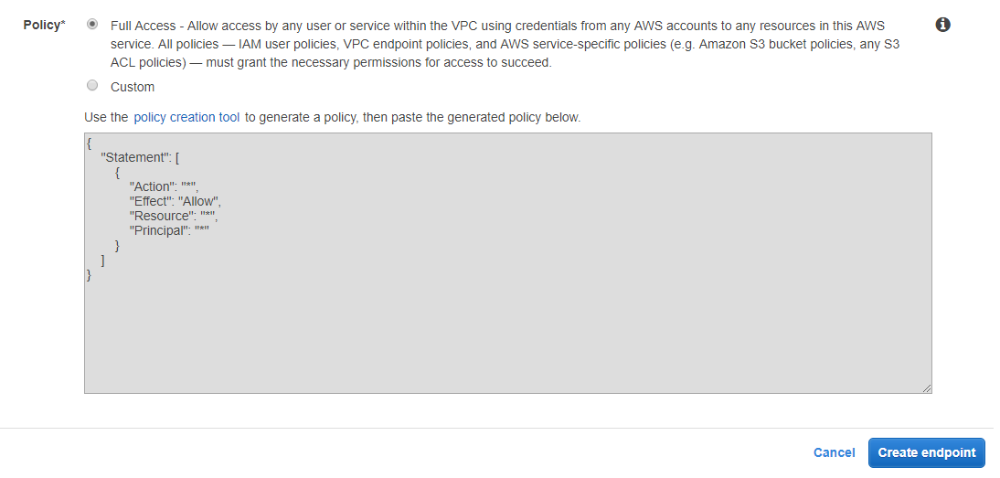 Policy* Full Access - Allow access by any user or service within the VPC using credentials from any AWS accounts to any resources in this AWS
service. All policies — IAM user policies, VPC endpoint policies, and AWS service-specific policies (e.g. Amazon S3 bucket policies, any S3
ACL policies) — must grant the necessary permissions for access to succeed.
Custom
Use the policy creation tool to generate a policy, then paste the generated policy below.
{
"Statement": [
{
"Action": "*",
"Effect": "Allow",
"Resource": "*",
"Principal": "*"
}
]
}
Cancel Create endpoint